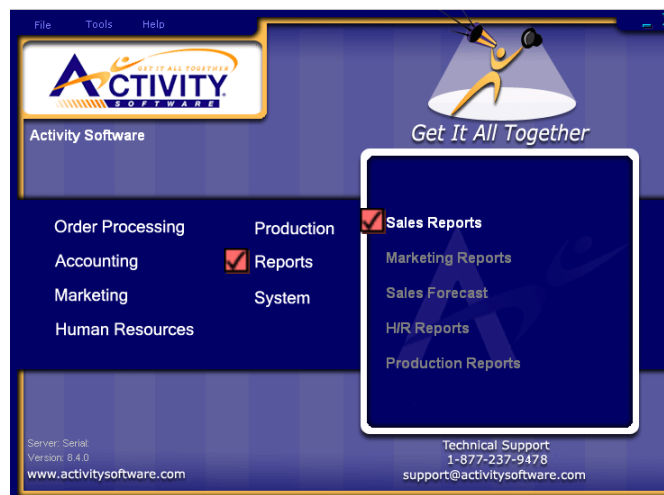 File Tools Help
GET IT ALL TOGETHER
ACTIVITY
SOFTWARE
Activity Software
Get It All Together
Order Processing
Accounting
Marketing
Human Resources
Production
Reports
System
Sales Reports
Marketing Reports
Sales Forecast
H/R Reports
Production Reports
Server: Serial:
Version: 8.4.0
www.activitysoftware.com
Technical Support
1-877-237-9478
support@activitysoftware.com